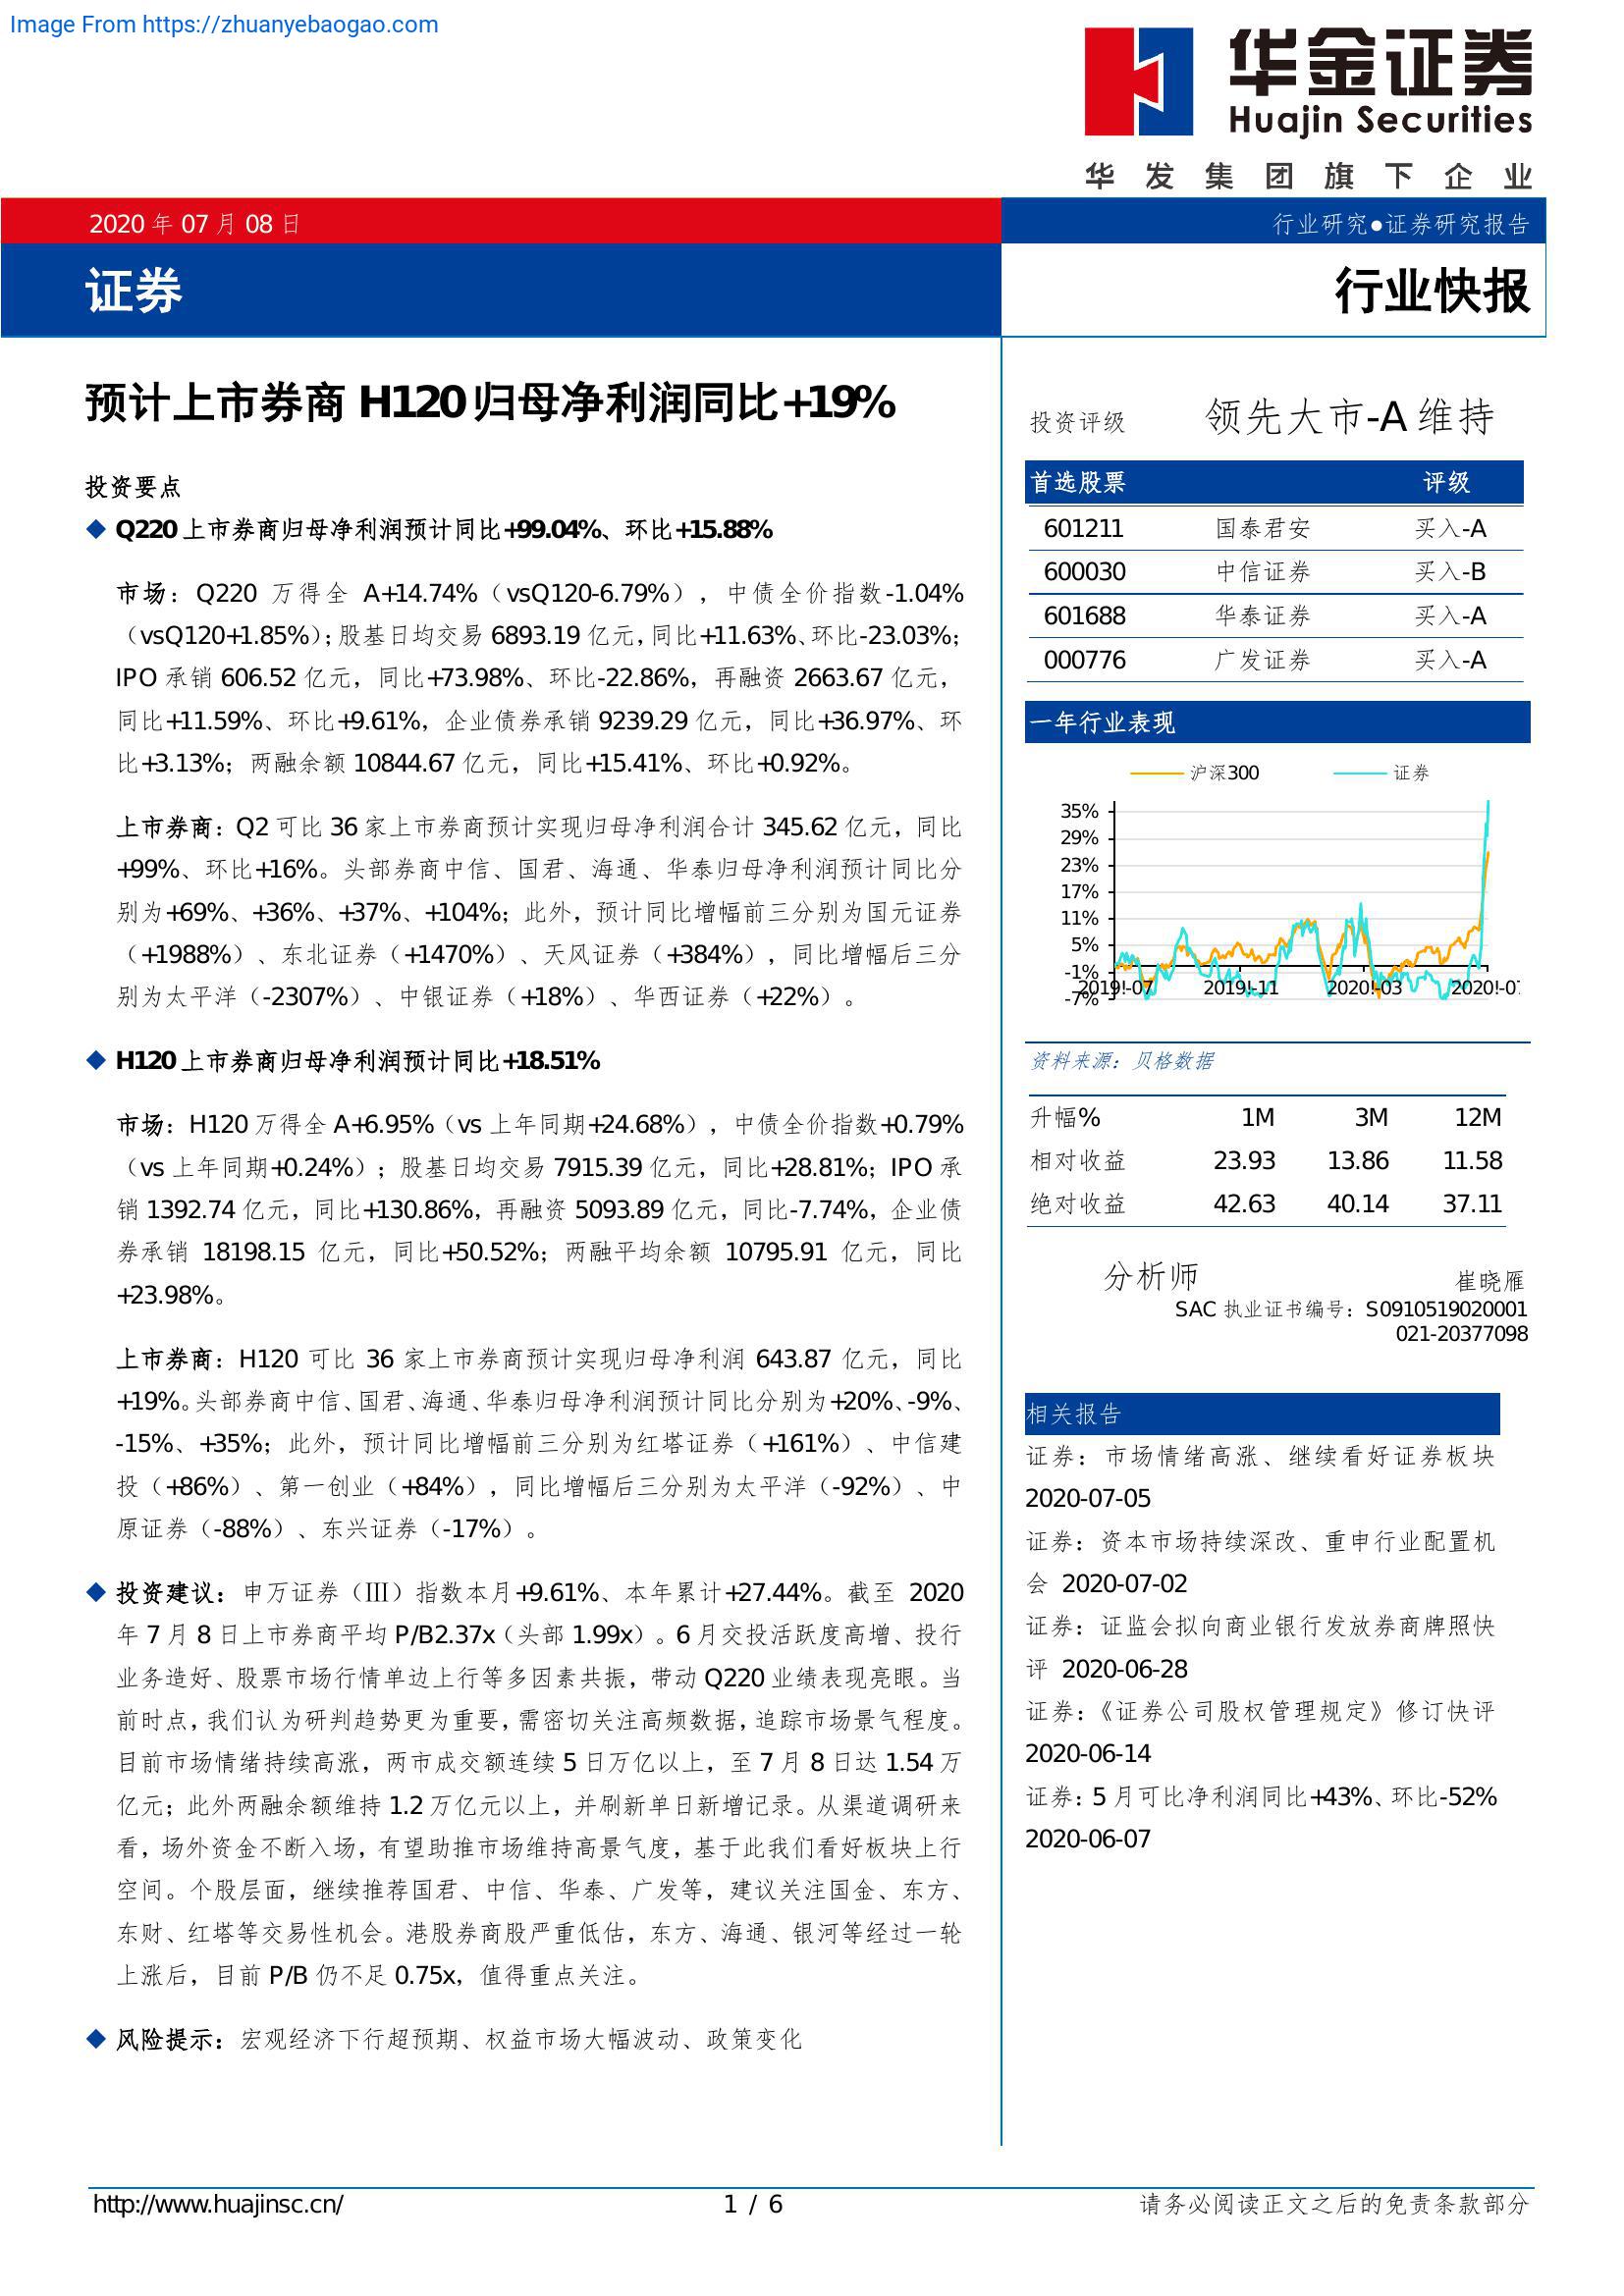 Image From https://zhuanyebaogao.com
华金证券
Huajin Securities
华发集团旗下企业
2020 年 07 月 08 日
行业研究●证券研究报告
证券
行业快报
预计上市券商 H120 归母净利润同比+19%
投资要点
◆ Q220 上市券商归母净利润预计同比+99.04%、环比+15.88%
市场：Q220 万得全 A+14.74%（vsQ120-6.79%），中债全价指数-1.04%
（vsQ120+1.85%）；股基日均交易 6893.19 亿元，同比+11.63%、环比-23.03%；
IPO 承销 606.52 亿元，同比+73.98%、环比-22.86%，再融资 2663.67 亿元，
同比+11.59%、环比+9.61%，企业债券承销 9239.29 亿元，同比+36.97%、环
比+3.13%；两融余额 10844.67 亿元，同比+15.41%、环比+0.92%。
上市券商：Q2 可比 36 家上市券商预计实现归母净利润合计 345.62 亿元，同比
+99%、环比+16%。头部券商中信、国君、海通、华泰归母净利润预计同比分
别为+69%、+36%、+37%、+104%；此外，预计同比增幅前三分别为国元证券
（+1988%）、东北证券（+1470%）、天风证券（+384%），同比增幅后三分
别为太平洋（-2307%）、中银证券（+18%）、华西证券（+22%）。
◆ H120 上市券商归母净利润预计同比+18.51%
市场：H120 万得全 A+6.95%（vs 上年同期+24.68%），中债全价指数+0.79%
（vs 上年同期+0.24%）；股基日均交易 7915.39 亿元，同比+28.81%；IPO 承
销 1392.74 亿元，同比+130.86%，再融资 5093.89 亿元，同比-7.74%，企业债
券承销 18198.15 亿元，同比+50.52%；两融平均余额 10795.91 亿元，同比
+23.98%。
上市券商：H120 可比 36 家上市券商预计实现归母净利润 643.87 亿元，同比
+19%。头部券商中信、国君、海通、华泰归母净利润预计同比分别为+20%、-9%、
-15%、+35%；此外，预计同比增幅前三分别为红塔证券（+161%）、中信建
投（+86%）、第一创业（+84%），同比增幅后三分别为太平洋（-92%）、中
原证券（-88%）、东兴证券（-17%）。
◆ 投资建议：申万证券（Ⅲ）指数本月+9.61%、本年累计+27.44%。截至 2020
年 7 月 8 日上市券商平均 P/B2.37x（头部 1.99x）。6 月交投活跃度高增、投行
业务造好、股票市场行情单边上行等多因素共振，带动 Q220 业绩表现亮眼。当
前时点，我们认为研判趋势更为重要，需密切关注高频数据，追踪市场景气程度。
目前市场情绪持续高涨，两市成交额连续 5 日万亿以上，至 7 月 8 日达 1.54 万
亿元；此外两融余额维持 1.2 万亿元以上，并刷新单日新增记录。从渠道调研来
看，场外资金不断入场，有望助推市场维持高景气度，基于此我们看好板块上行
空间。个股层面，继续推荐国君、中信、华泰、广发等，建议关注国金、东方、
东财、红塔等交易性机会。港股券商股严重低估，东方、海通、银河等经过一轮
上涨后，目前 P/B 仍不足 0.75x，值得重点关注。
◆ 风险提示：宏观经济下行超预期、权益市场大幅波动、政策变化
投资评级 领先大市-A 维持
首选股票 评级
601211 国泰君安 买入-A
600030 中信证券 买入-B
601688 华泰证券 买入-A
000776 广发证券 买入-A
一年行业表现
沪深300 证券
35%
29%
23%
17%
11%
5%
-1%
-7%
2019!-07 2019!-11 2020!-03 2020!-07
资料来源：贝格数据
升幅% 1M 3M 12M
相对收益 23.93 13.86 11.58
绝对收益 42.63 40.14 37.11
分析师 崔晓雁
SAC 执业证书编号：S0910519020001
021-20377098
相关报告
证券：市场情绪高涨、继续看好证券板块
2020-07-05
证券：资本市场持续深改、重申行业配置机
会 2020-07-02
证券：证监会拟向商业银行发放券商牌照快
评 2020-06-28
证券：《证券公司股权管理规定》修订快评
2020-06-14
证券：5 月可比净利润同比+43%、环比-52%
2020-06-07
http://www.huajinsc.cn/ 1 / 6 请务必阅读正文之后的免责条款部分